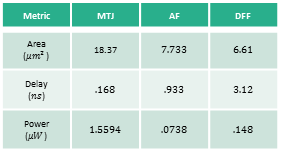 Metric MTJ AF DFF
Area
(μm²) 18.37 7.733 6.61
Delay
(ns) .168 .933 3.12
Power
(μW) 1.5594 .0738 .148